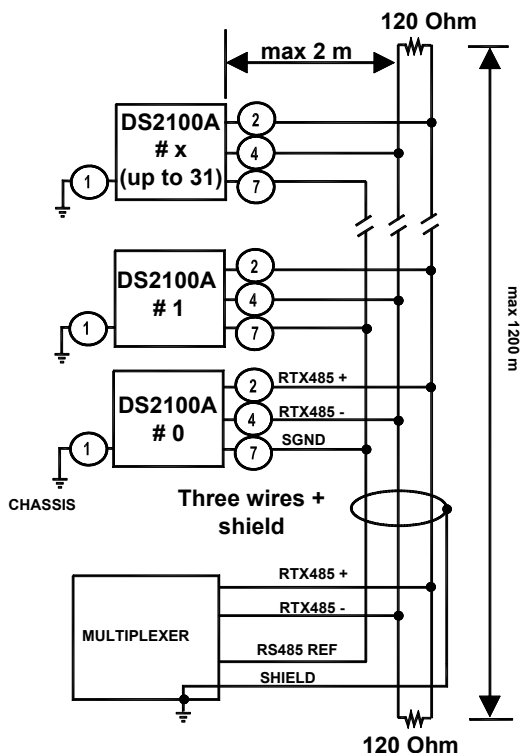 120 Ohm
max 2 m
DS2100A
# x
(up to 31)
2
4
7
1
DS2100A
# 1
2
4
7
1
DS2100A
# 0
2
4
7
1
RTX485 +
RTX485 -
SGND
CHASSIS
max 1200 m
Three wires +
shield
MULTIPLEXER
RTX485 +
RTX485 -
RS485 REF
SHIELD
120 Ohm